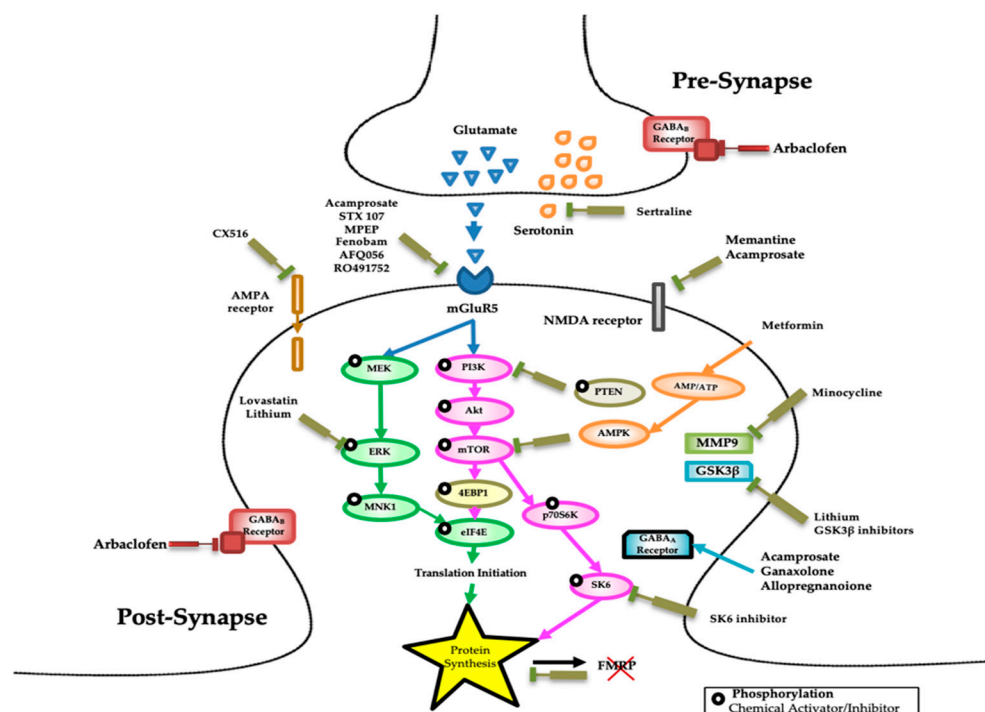 Pre-Synapse
GABAB
Receptor
Arbaclofen
Glutamate
Acamprosate
STX 107
MPEP
Fenobam
AFQ056
RO491752
Serotonin
Sertraline
CX516
Memantine
Acamprosate
AMPA
receptor
mGluR5
NMDA receptor
Metformin
MEK
PI3K
PTEN
AMP/ATP
Minocycline
Lovastatin
Lithium
Akt
AMPK
MMP9
ERK
mTOR
GSK3β
4EBP1
MNK1
p70S6K
eIF4E
Lithium
GSK3β inhibitors
GABAB
Receptor
Arbaclofen
GABAA
Receptor
Acamprosate
Ganaxolone
Allopregnanoione
Translation Initiation
SK6
SK6 inhibitor
Post-Synapse
Protein
Synthesis
FMRP
Phosphorylation
Chemical Activator/Inhibitor